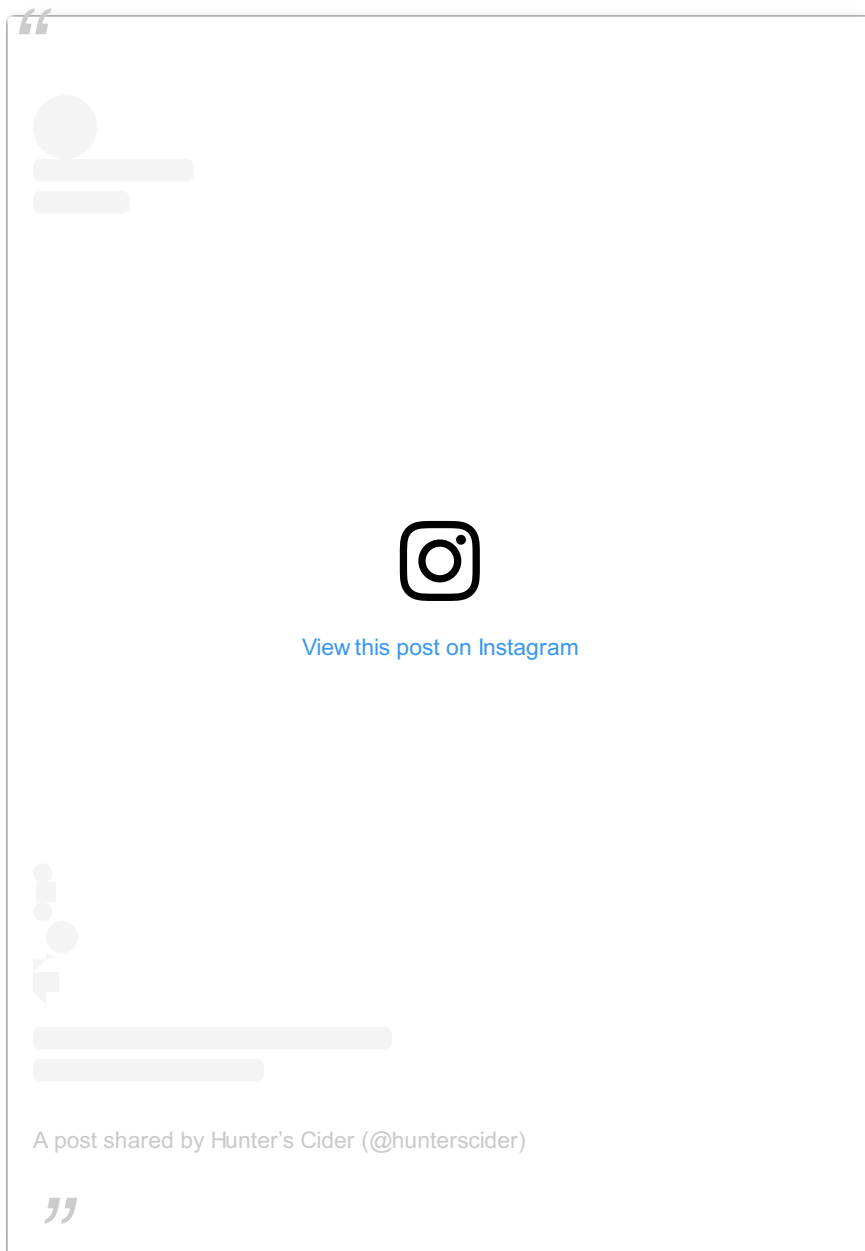 “
View this post on Instagram
A post shared by Hunter’s Cider (@hunterscider)
”